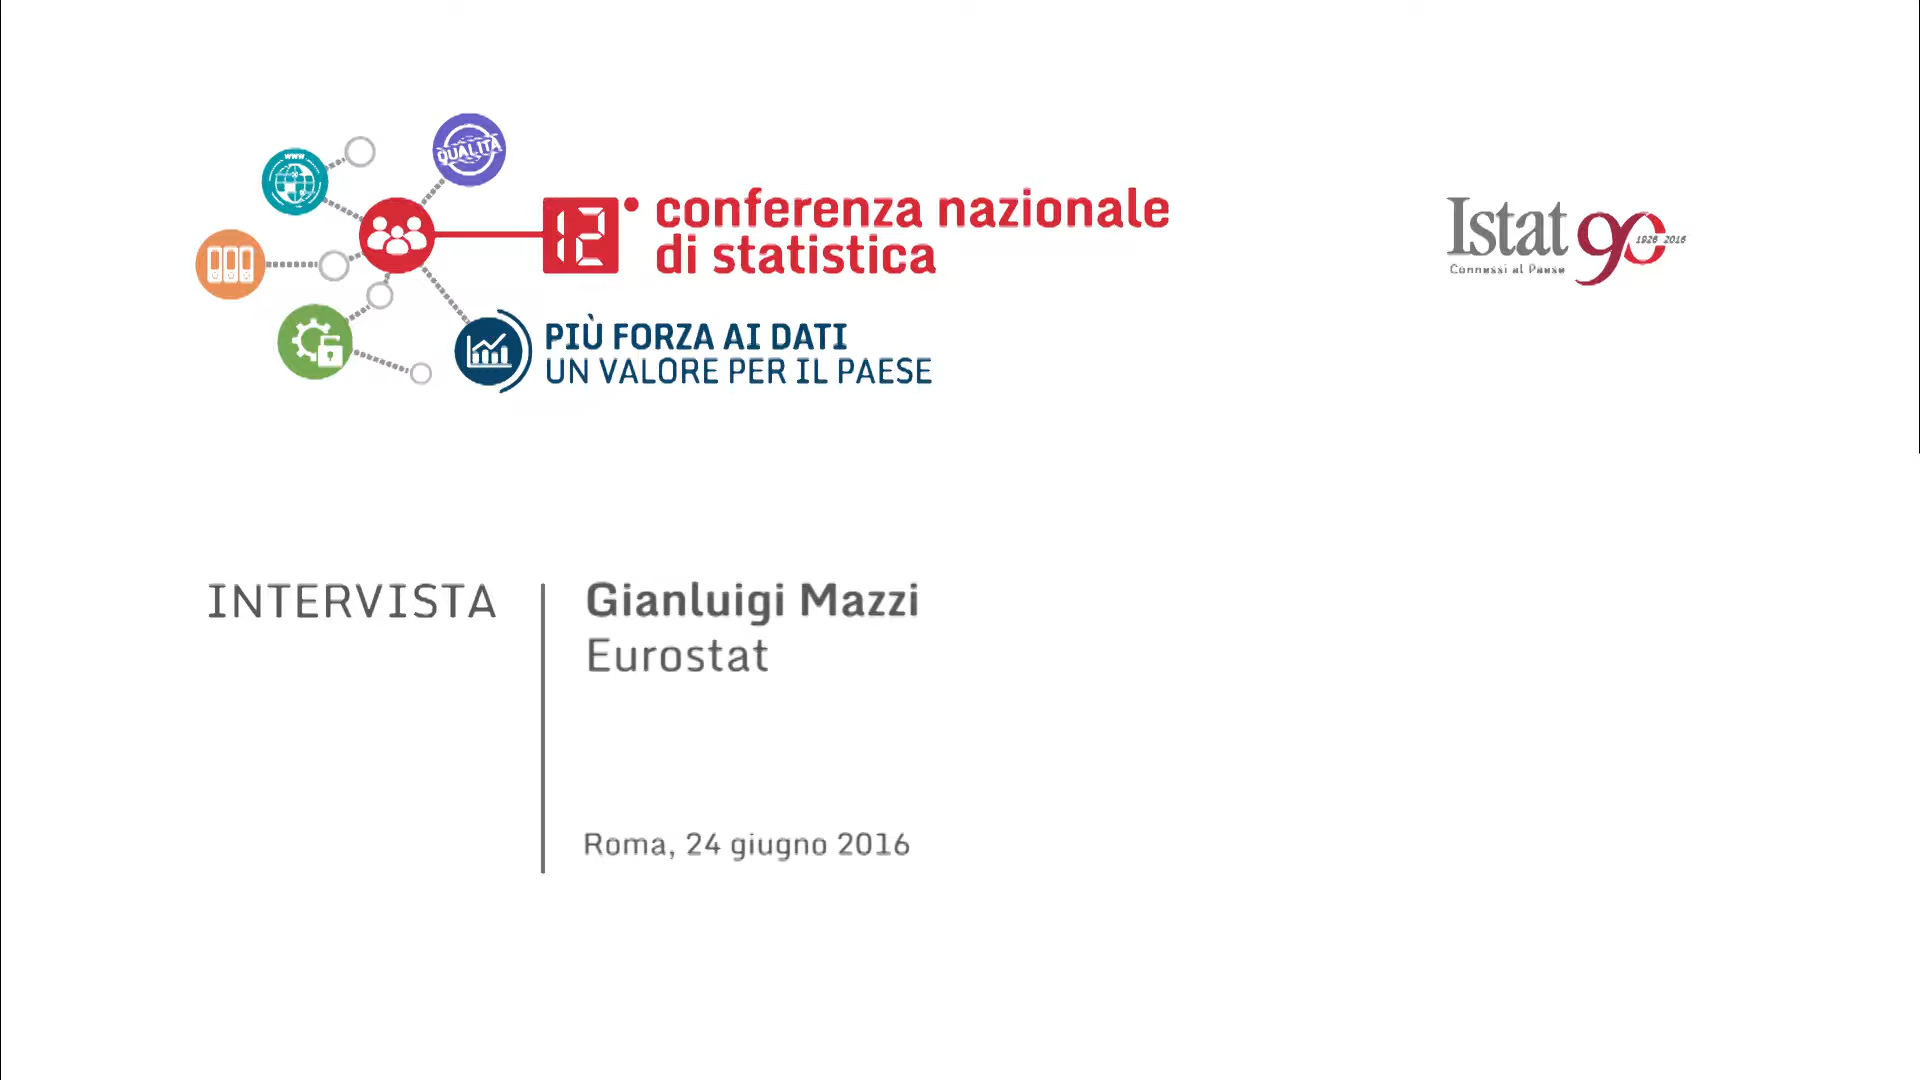 www
QUALITÀ
12° conferenza nazionale
di statistica
PIÙ FORZA AI DATI
UN VALORE PER IL PAESE
Istat 90 1926 2016
Connessi al Paese
INTERVISTA
Gianluigi Mazzi
Eurostat
Roma, 24 giugno 2016